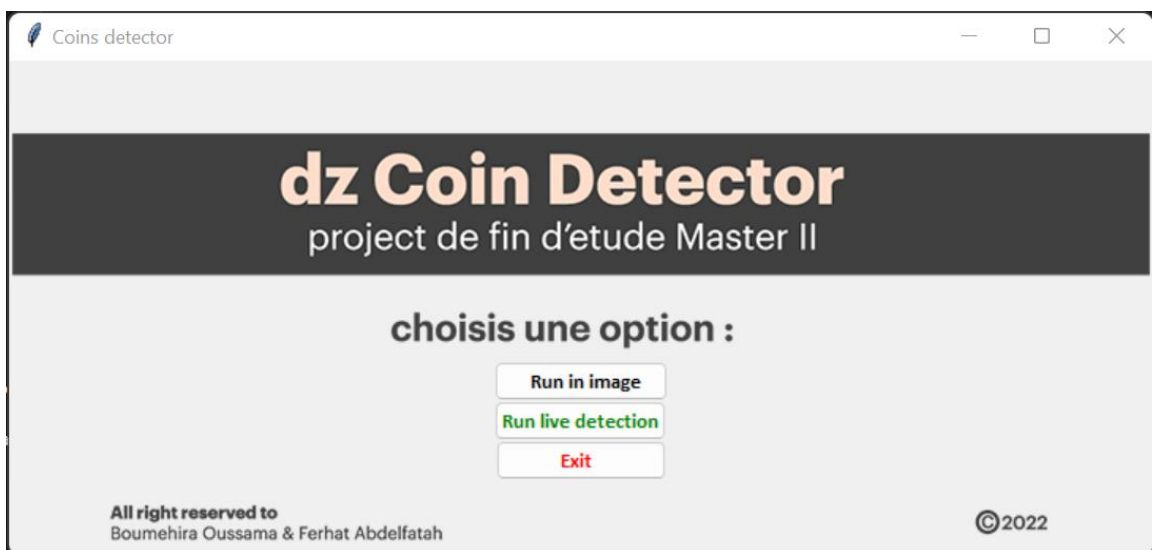 Coins detector
dz Coin Detector
project de fin d'etude Master II
choisis une option :
Run in image
Run live detection
Exit
All right reserved to
Boumehira Oussama & Ferhat Abdelfatah
©2022